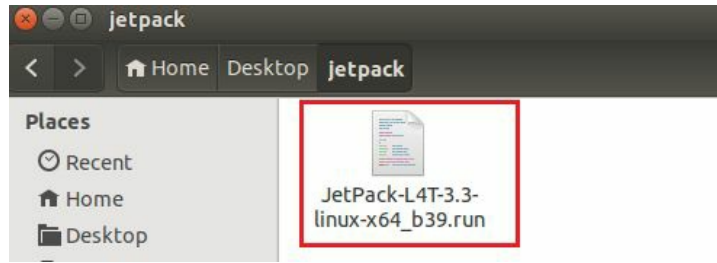 jetpack
Home Desktop jetpack
Places
Recent
Home
Desktop
JetPack-L4T-3.3-
linux-x64_b39.run